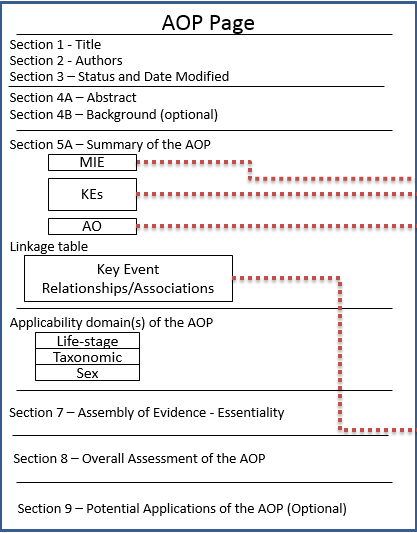 AOP Page
Section 1 - Title
Section 2 - Authors
Section 3 – Status and Date Modified
Section 4A – Abstract
Section 4B – Background (optional)
Section 5A – Summary of the AOP
MIE
KEs
AO
Linkage table
Key Event
Relationships/Associations
Applicability domain(s) of the AOP
Life-stage
Taxonomic
Sex
Section 7 – Assembly of Evidence - Essentiality
Section 8 – Overall Assessment of the AOP
Section 9 – Potential Applications of the AOP (Optional)